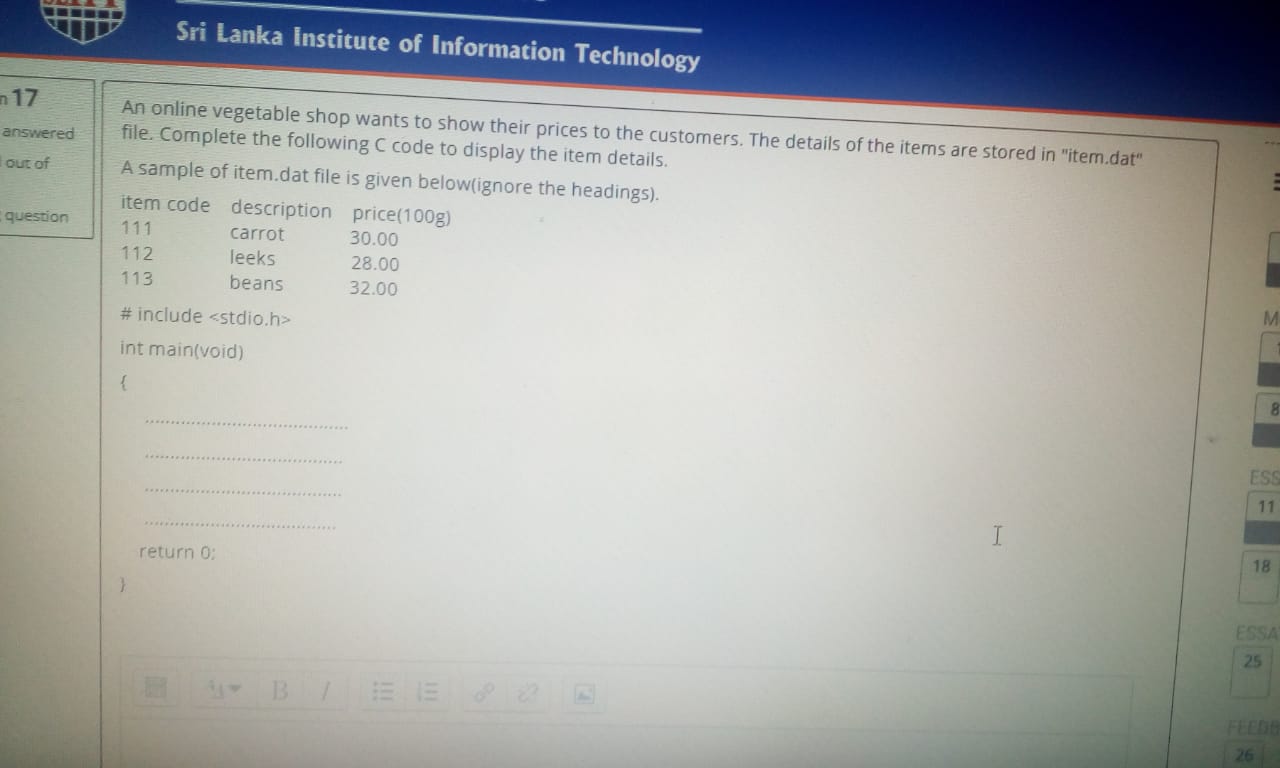 Sri Lanka Institute of Information Technology
17
answered
out of
question
An online vegetable shop wants to show their prices to the customers. The details of the items are stored in "item.dat"
file. Complete the following C code to display the item details.
A sample of item.dat file is given below(ignore the headings).
item code description price(100g)
111 carrot 30.00
112 leeks 28.00
113 beans 32.00
# include <stdio.h>
int main(void)
{
..........................................
..........................................
..........................................
..........................................
return 0;
}
B I
M
8
ESS
11
18
ESSA
25
FEEDB
26